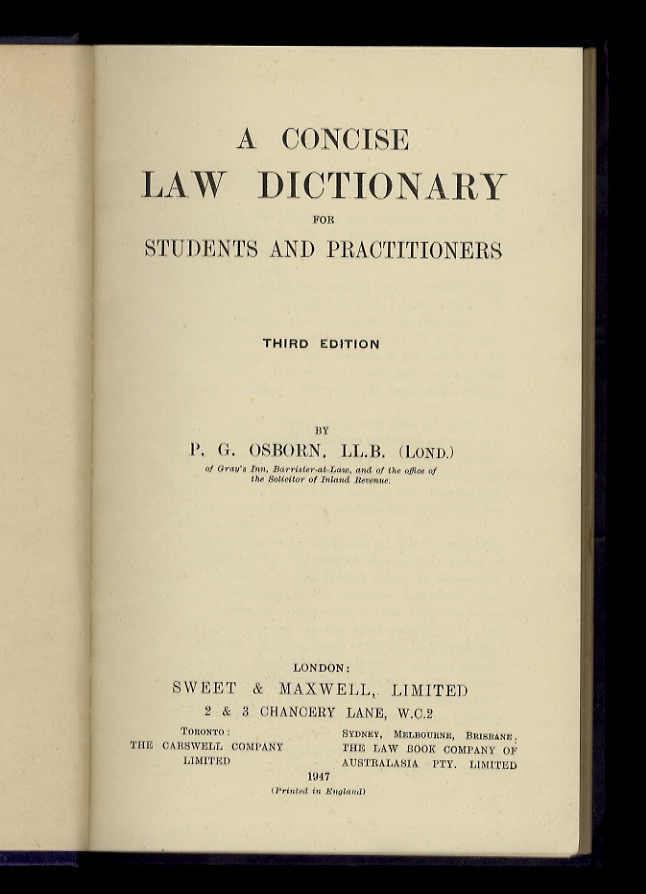 A CONCISE
LAW DICTIONARY
FOR
STUDENTS AND PRACTITIONERS
THIRD EDITION
BY
P. G. OSBORN, LL.B. (LOND.)
of Gray's Inn, Barrister-at-Law, and of the office of
the Solicitor of Inland Revenue.
LONDON:
SWEET & MAXWELL, LIMITED
2 & 3 CHANCERY LANE, W.C.2
TORONTO:
THE CARSWELL COMPANY
LIMITED
SYDNEY, MELBOURNE, BRISBANE:
THE LAW BOOK COMPANY OF
AUSTRALASIA PTY. LIMITED
1947
(Printed in England)